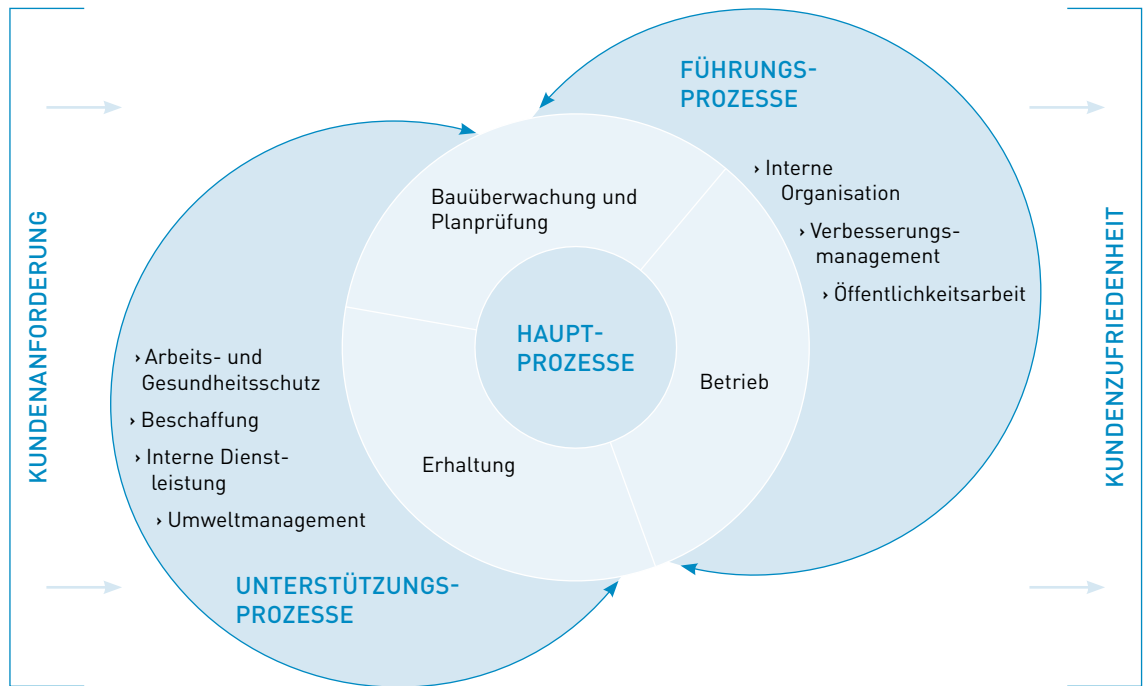 KUNDENANFORDERUNG
FÜHRUNGS-
PROZESSE
› Interne
Organisation
› Verbesserungs-
management
› Öffentlichkeitsarbeit
Bauüberwachung und
Planprüfung
HAUPT-
PROZESSE
Betrieb
Erhaltung
› Arbeits- und
Gesundheitsschutz
› Beschaffung
› Interne Dienst-
leistung
› Umweltmanagement
UNTERSTÜTZUNGS-
PROZESSE
KUNDENZUFRIEDENHEIT